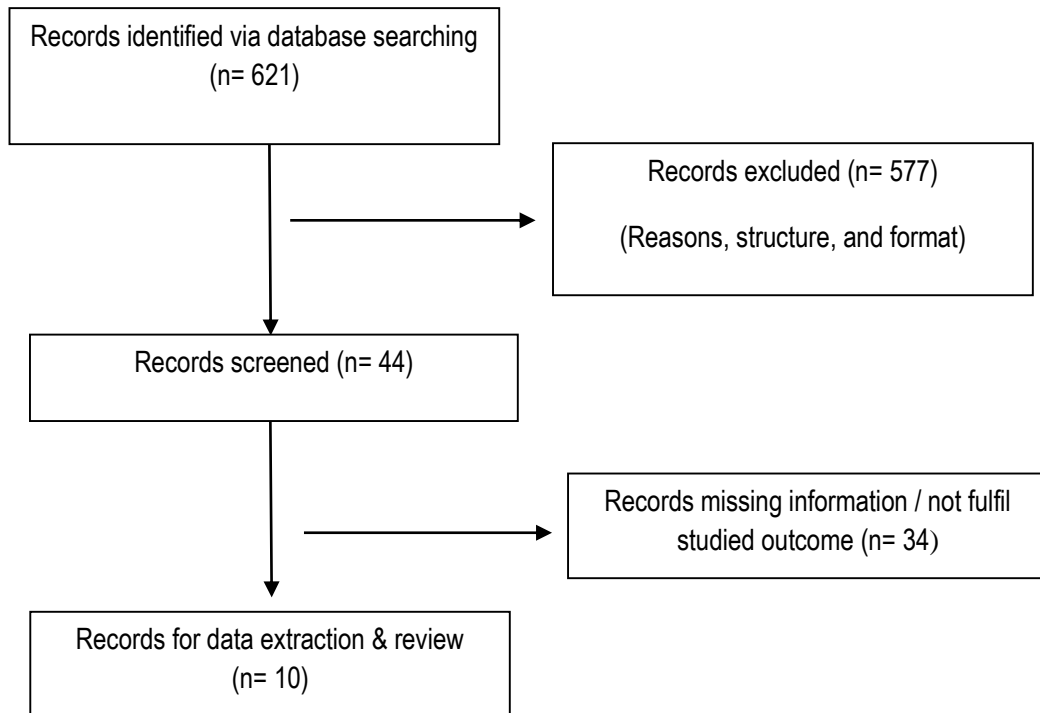 Records identified via database searching
(n= 621)
Records excluded (n= 577)
(Reasons, structure, and format)
Records screened (n= 44)
Records missing information / not fulfil
studied outcome (n= 34)
Records for data extraction & review
(n= 10)